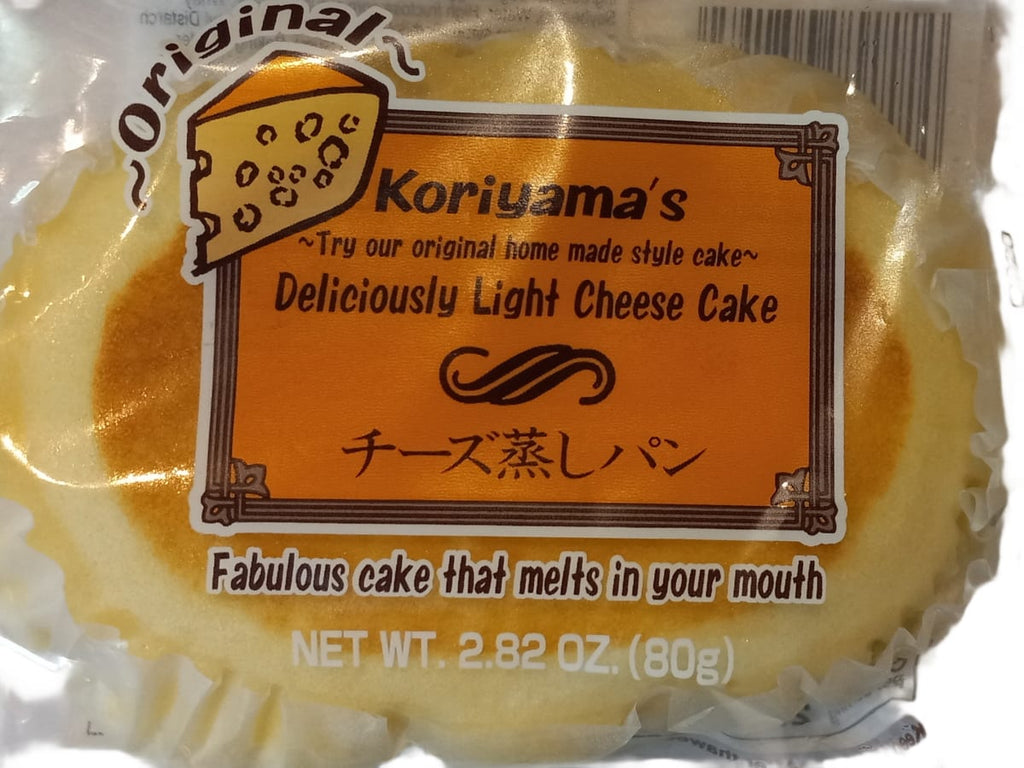 ~Original~
Koriyama's
~Try our original home made style cake~
Deliciously Light Cheese Cake
チーズ蒸しパン
Fabulous cake that melts in your mouth
NET WT. 2.82 OZ. (80g)